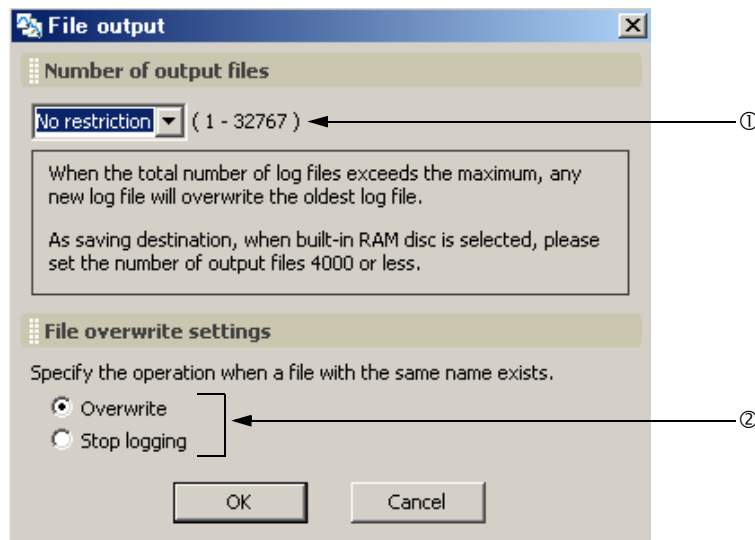 File output
Number of output files
No restriction ( 1 - 32767 ) ①
When the total number of log files exceeds the maximum, any
new log file will overwrite the oldest log file.
As saving destination, when built-in RAM disc is selected, please
set the number of output files 4000 or less.
File overwrite settings
Specify the operation when a file with the same name exists.
Overwrite
②
Stop logging
OK Cancel